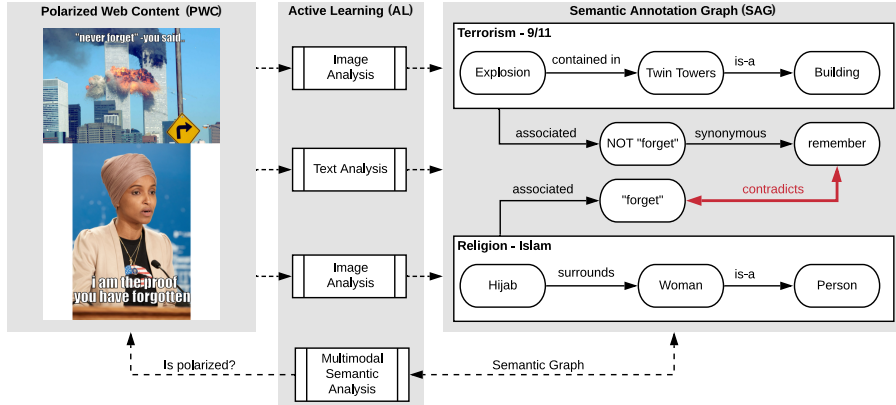 Polarized Web Content (PWC)
"never forget" -you said..
i am the proof
you have forgotten
Active Learning (AL)
Image
Analysis
Text Analysis
Image
Analysis
Multimodal
Semantic
Analysis
Is polarized?
Semantic Graph
Semantic Annotation Graph (SAG)
Terrorism - 9/11
Explosion
contained in
Twin Towers
is-a
Building
associated
NOT "forget"
synonymous
remember
associated
"forget"
contradicts
Religion - Islam
Hijab
surrounds
Woman
is-a
Person